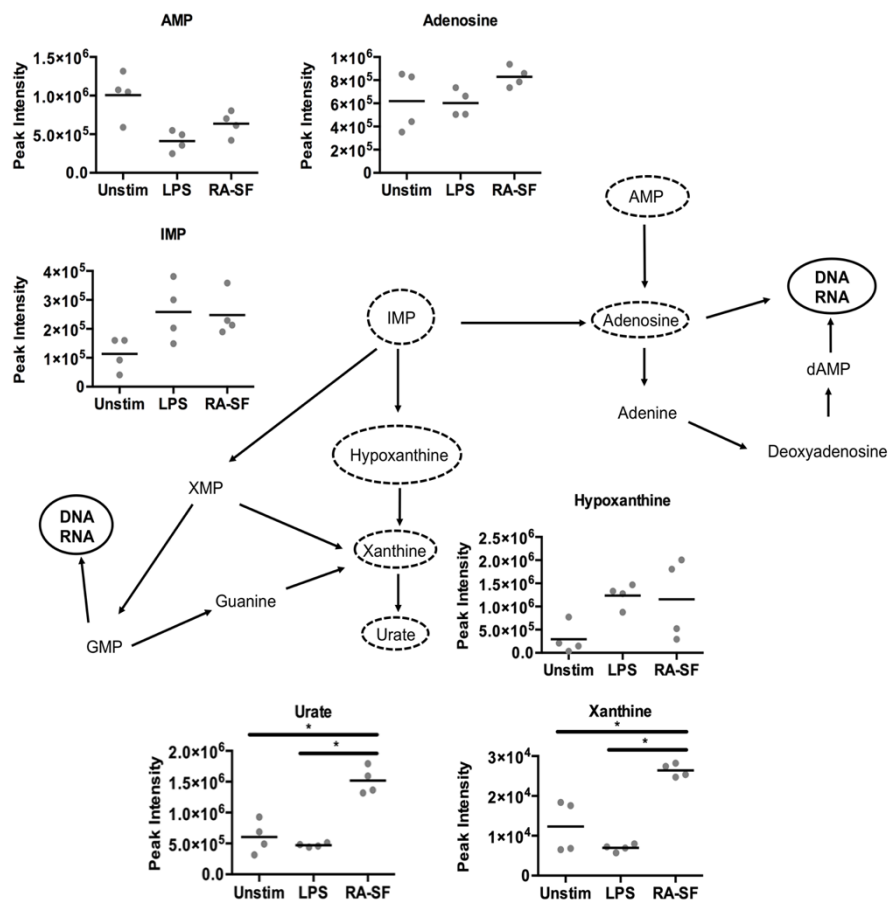 AMP
Peak Intensity
1.5×10⁶
1.0×10⁶
5.0×10⁵
0.0
Unstim LPS RA-SF
Adenosine
Peak Intensity
1×10⁶
8×10⁵
6×10⁵
4×10⁵
2×10⁵
0
Unstim LPS RA-SF
IMP
Peak Intensity
4×10⁵
3×10⁵
2×10⁵
1×10⁵
0
Unstim LPS RA-SF
AMP
IMP
Adenosine
DNA
RNA
dAMP
Adenine
Deoxyadenosine
Hypoxanthine
XMP
DNA
RNA
Xanthine
Guanine
GMP
Urate
Hypoxanthine
Peak Intensity
2.5×10⁶
2.0×10⁶
1.5×10⁶
1.0×10⁶
5.0×10⁵
0.0
Unstim LPS RA-SF
Urate
*
*
Peak Intensity
2.0×10⁶
1.5×10⁶
1.0×10⁶
5.0×10⁵
0.0
Unstim LPS RA-SF
Xanthine
*
*
Peak Intensity
3×10⁴
2×10⁴
1×10⁴
0
Unstim LPS RA-SF